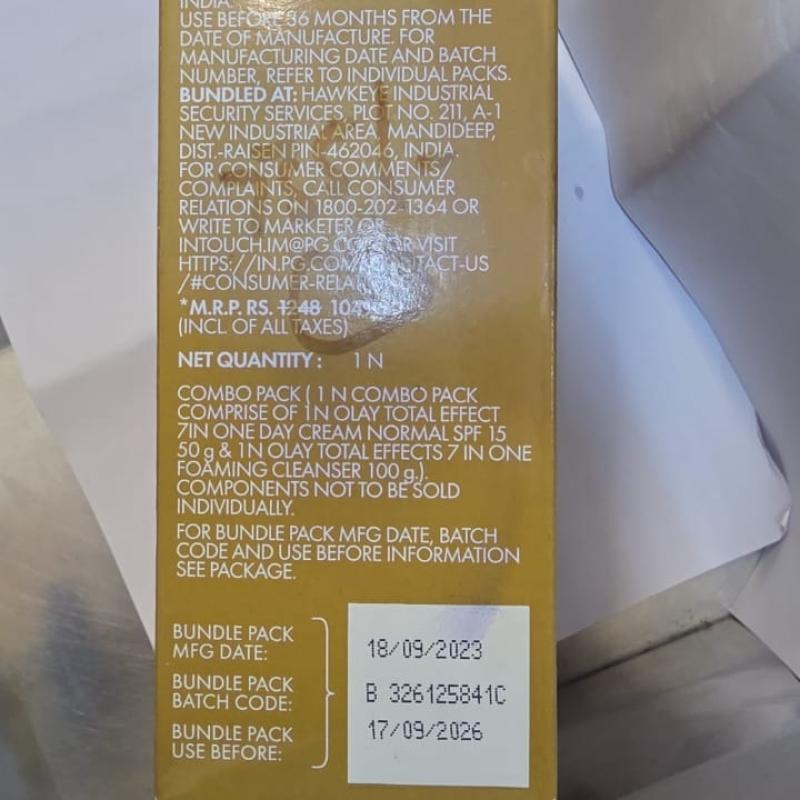 INDIA.
USE BEFORE 36 MONTHS FROM THE
DATE OF MANUFACTURE. FOR
MANUFACTURING DATE AND BATCH
NUMBER, REFER TO INDIVIDUAL PACKS.
BUNDLED AT: HAWKEYE INDUSTRIAL
SECURITY SERVICES, PLOT NO. 211, A-1
NEW INDUSTRIAL AREA, MANDIDEEP,
DIST.-RAISEN PIN-462046, INDIA.
FOR CONSUMER COMMENTS/
COMPLAINTS, CALL CONSUMER
RELATIONS ON 1800-202-1364 OR
WRITE TO MARKETER OR
INTOUCH.IM@PG.COM OR VISIT
HTTPS://IN.PG.COM/
/#CONSUMER-RELA
*M.R.P. RS. 1248
(INCL. OF ALL TAXES)
NET QUANTITY : 1 N
COMBO PACK ( 1 N COMBO PACK
COMPRISE OF 1N OLAY TOTAL EFFECT
7IN ONE DAY CREAM NORMAL SPF 15
50 g & 1N OLAY TOTAL EFFECTS 7 IN ONE
FOAMING CLEANSER 100 g.).
COMPONENTS NOT TO BE SOLD
INDIVIDUALLY.
FOR BUNDLE PACK MFG DATE, BATCH
CODE AND USE BEFORE INFORMATION
SEE PACKAGE.
BUNDLE PACK
MFG DATE: 18/09/2023
BUNDLE PACK
BATCH CODE: B 326125841C
BUNDLE PACK
USE BEFORE: 17/09/2026